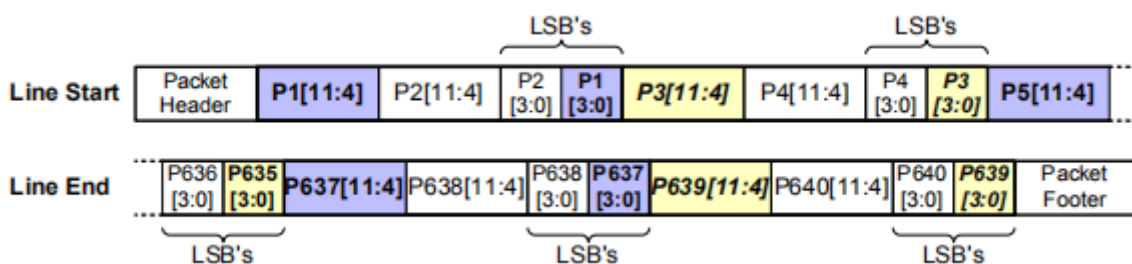 LSB's LSB's
Line Start Packet Header P1[11:4] P2[11:4] P2 [3:0] P1 [3:0] P3[11:4] P4[11:4] P4 [3:0] P3 [3:0] P5[11:4]
Line End P636 [3:0] P635 [3:0] P637[11:4] P638[11:4] P638 [3:0] P637 [3:0] P639[11:4] P640[11:4] P640 [3:0] P639 [3:0] Packet Footer
LSB's LSB's LSB's